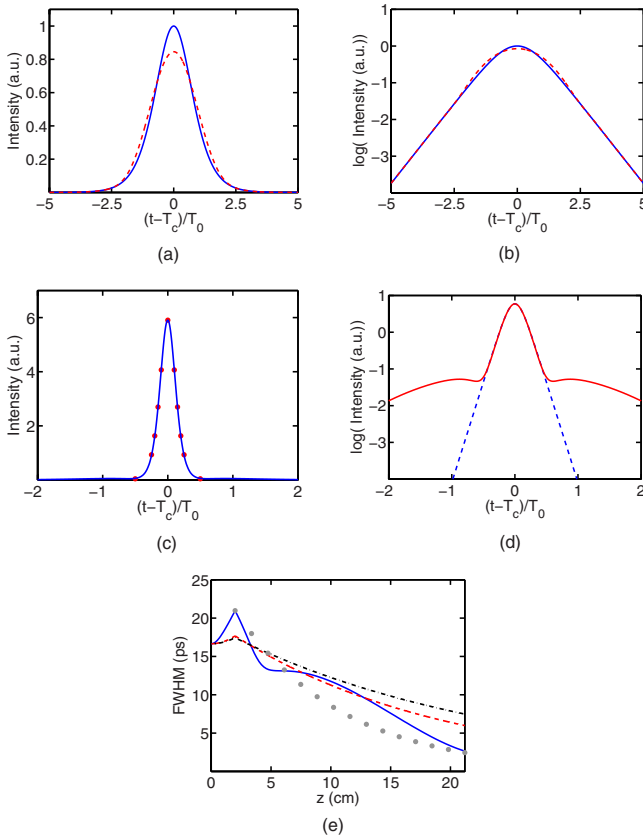 1
0.8
0.6
0.4
0.2
Intensity (a.u.)
−5 −2.5 0 2.5 5
(t−T_c)/T_0
(a)
1
0
−1
−2
−3
log( Intensity (a.u.))
−5 −2.5 0 2.5 5
(t−T_c)/T_0
(b)
6
4
2
Intensity (a.u.)
−2 −1 0 1 2
(t−T_c)/T_0
(c)
1
0
−1
−2
−3
log( Intensity (a.u.))
−2 −1 0 1 2
(t−T_c)/T_0
(d)
25
20
15
10
5
FWHM (ps)
0 5 10 15 20
z (cm)
(e)